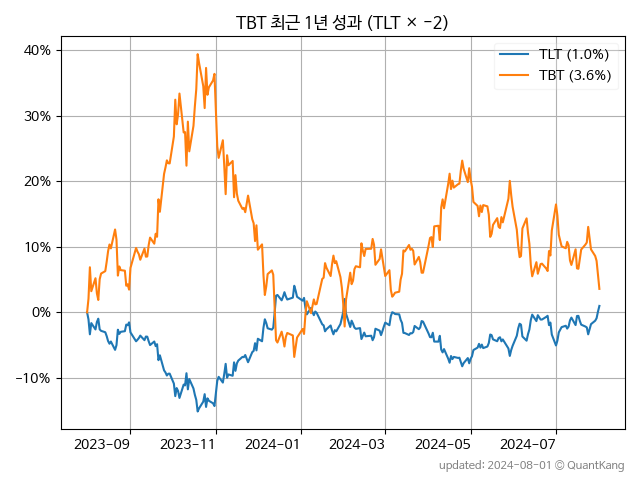 TBT 최근 1년 성과 (TLT × −2)
TLT (1.0%)
TBT (3.6%)
40%
30%
20%
10%
0%
−10%
2023−09 2023−11 2024−01 2024−03 2024−05 2024−07
updated: 2024-08-01 © QuantKang